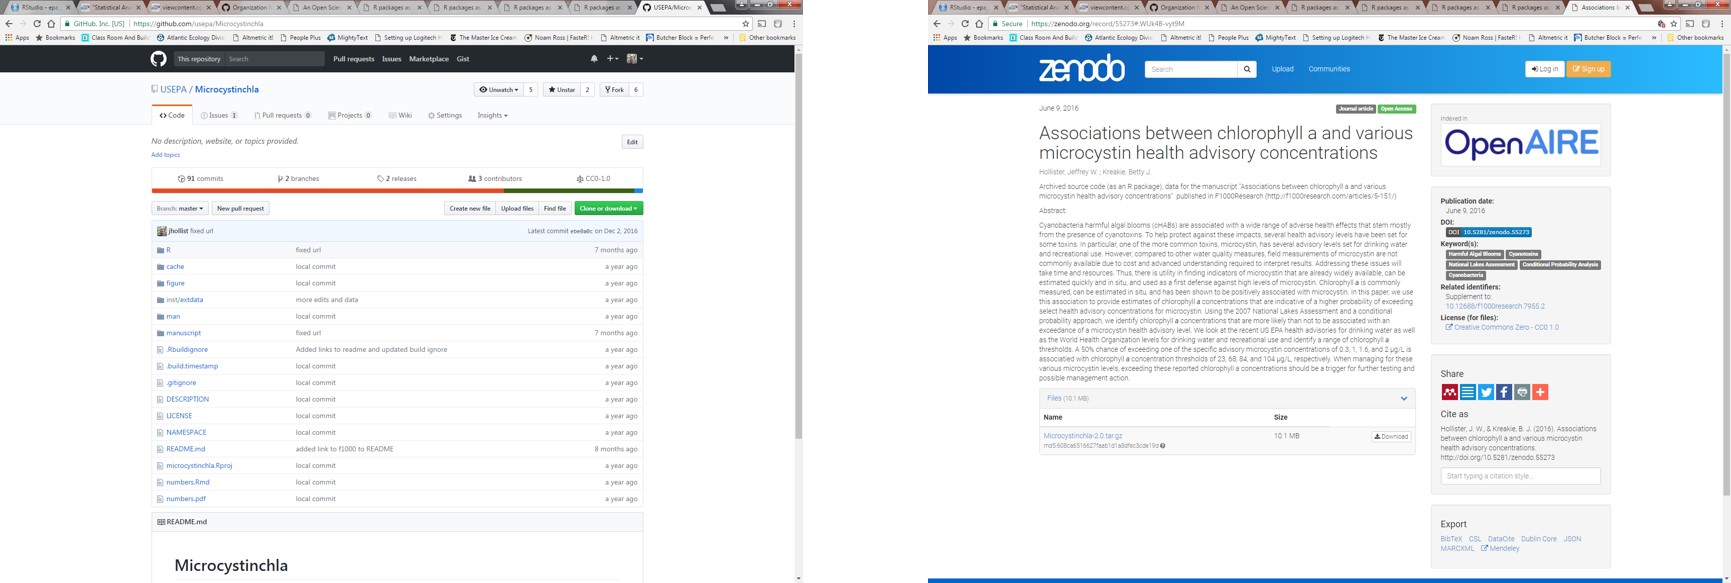 RStudio - epa_
"Statistical Ana
viewcontent.cg
Organization f
An Open Scien
R packages as
R packages as
R packages as
R packages as
USEPA/Microc
GitHub, Inc. [US] | https://github.com/usepa/Microcystinchla
Apps Bookmarks Class Room And Build Atlantic Ecology Divis Altmetric it! People Plus MightyText Setting up Logitech H The Master Ice Cream Noam Ross | FasteR! Altmetric it Butcher Block = Perfe » Other bookmarks
This repository Search Pull requests Issues Marketplace Gist
USEPA / Microcystinchla Unwatch 5 Unstar 2 Fork 6
Code Issues 1 Pull requests 0 Projects 0 Wiki Settings Insights
No description, website, or topics provided. Edit
Add topics
91 commits 2 branches 2 releases 3 contributors CC0-1.0
Branch: master New pull request Create new file Upload files Find file Clone or download
jhollist fixed url Latest commit on Dec 2, 2016
R fixed url 7 months ago
cache local commit a year ago
figure local commit a year ago
inst/extdata more edits and data a year ago
man local commit a year ago
manuscript fixed url 7 months ago
.Rbuildignore Added links to readme and updated build ignore a year ago
.build.timestamp local commit a year ago
.gitignore local commit a year ago
DESCRIPTION local commit a year ago
LICENSE local commit a year ago
NAMESPACE local commit a year ago
README.md added link to f1000 to README 8 months ago
microcystinchla.Rproj local commit a year ago
numbers.Rmd local commit a year ago
numbers.pdf local commit a year ago
README.md
Microcystinchla
RStudio - epa_
"Statistical Ana
viewcontent.cg
Organization f
An Open Scien
R packages as
R packages as
R packages as
R packages as
Associations b
Secure | https://zenodo.org/record/55273#.WUk4B-vyt9M
Apps Bookmarks Class Room And Build Atlantic Ecology Divis Altmetric it! People Plus MightyText Setting up Logitech H The Master Ice Cream Noam Ross | FasteR! Altmetric it Butcher Block = Perfe » Other bookmarks
zenodo Search Upload Communities Log in Sign up
June 9, 2016 Journal article Open Access
Associations between chlorophyll a and various
microcystin health advisory concentrations
Hollister, Jeffrey W. ; Kreakie, Betty J.
Archived source code (as an R package), data for the manuscript "Associations between chlorophyll a and various
microcystin health advisory concentrations" published in F1000Research (http://f1000research.com/articles/5-151/)
Abstract:
Cyanobacteria harmful algal blooms (cHABs) are associated with a wide range of adverse health effects that stem mostly
from the presence of cyanotoxins. To help protect against these impacts, several health advisory levels have been set for
some toxins. In particular, one of the more common toxins, microcystin, has several advisory levels set for drinking water
and recreational use. However, compared to other water quality measures, field measurements of microcystin are not
commonly available due to cost and advanced understanding required to interpret results. Addressing these issues will
take time and resources. Thus, there is utility in finding indicators of microcystin that are already widely available, can be
estimated quickly and in situ, and used as a first defense against high levels of microcystin. Chlorophyll a is commonly
measured, can be estimated in situ, and has been shown to be positively associated with microcystin. In this paper, we use
this association to provide estimates of chlorophyll a concentrations that are indicative of a higher probability of exceeding
select health advisory concentrations for microcystin. Using the 2007 National Lakes Assessment and a conditional
probability approach, we identify chlorophyll a concentrations that are more likely than not to be associated with an
exceedance of a microcystin health advisory level. We look at the recent US EPA health advisories for drinking water as well
as the World Health Organization levels for drinking water and recreational use and identify a range of chlorophyll a
thresholds. A 50% chance of exceeding one of the specific advisory microcystin concentrations of 0.3, 1, 1.6, and 2 μg/L is
associated with chlorophyll a concentration thresholds of 23, 68, 84, and 104 μg/L, respectively. When managing for these
various microcystin levels, exceeding these reported chlorophyll a concentrations should be a trigger for further testing and
possible management action.
Files (10.1 MB)
Name Size
Microcystinchla-2.0.tar.gz 10.1 MB Download
Indexed in
OpenAIRE
Publication date:
June 9, 2016
DOI:
DOI 10.5281/zenodo.55273
Keyword(s):
Harmful Algal Blooms Cyanotoxins
National Lakes Assessment Conditional Probability Analysis
Cyanobacteria
Related identifiers:
Supplement to:
10.12688/f1000research.7955.2
License (for files):
Creative Commons Zero - CC0 1.0
Share
Cite as
Hollister, J. W., & Kreakie, B. J. (2016). Associations
between chlorophyll a and various microcystin
health advisory concentrations.
http://doi.org/10.5281/zenodo.55273
Start typing a citation style...
Export
BibTeX CSL DataCite Dublin Core JSON
MARCXML Mendeley